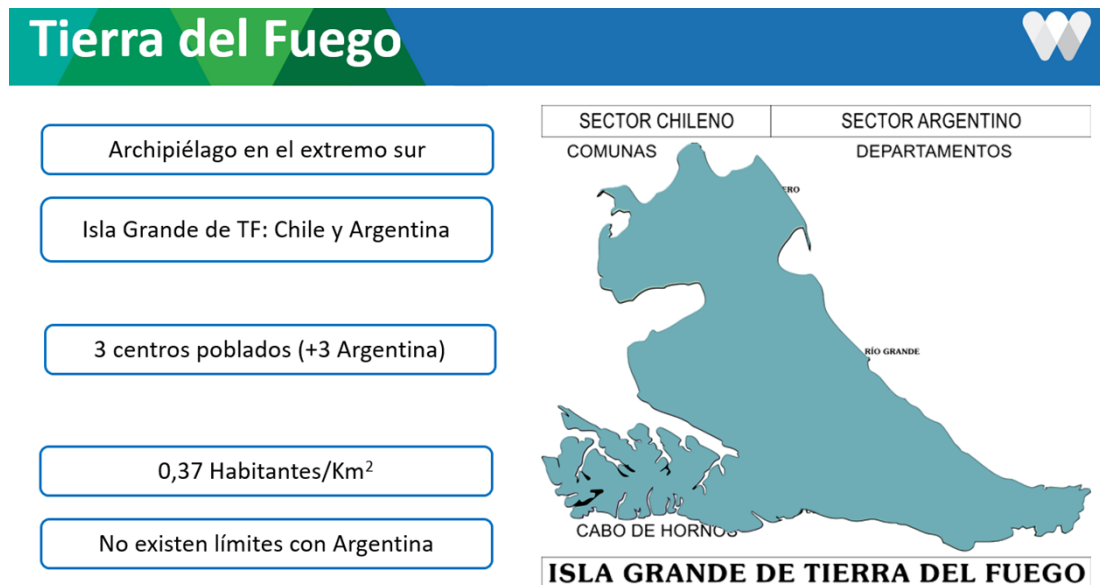 Tierra del Fuego
Archipiélago en el extremo sur
Isla Grande de TF: Chile y Argentina
3 centros poblados (+3 Argentina)
0,37 Habitantes/Km²
No existen límites con Argentina
SECTOR CHILENO
SECTOR ARGENTINO
COMUNAS
DEPARTAMENTOS
RÍO GRANDE
CABO DE HORNOS
ISLA GRANDE DE TIERRA DEL FUEGO